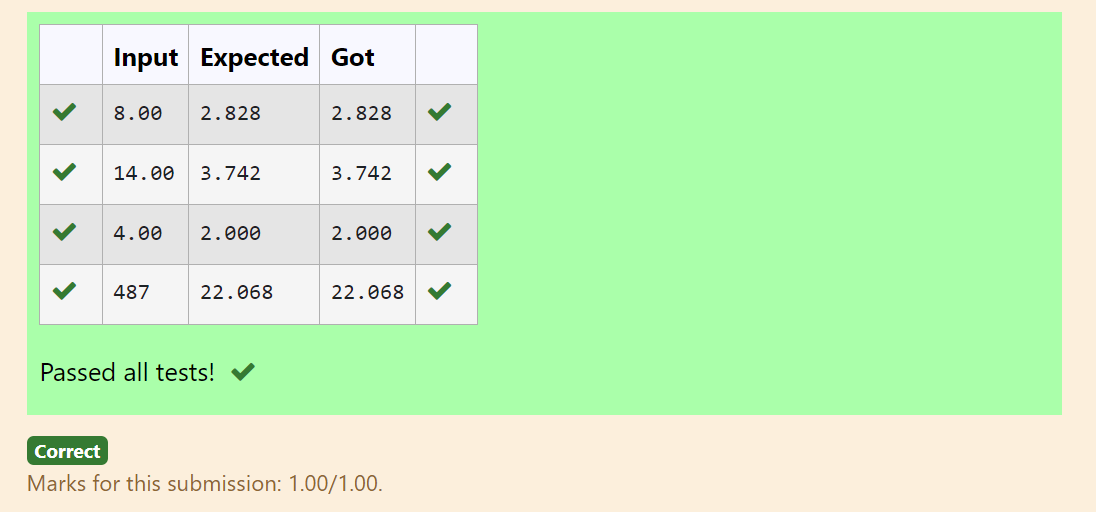 Input Expected Got
8.00 2.828 2.828
14.00 3.742 3.742
4.00 2.000 2.000
487 22.068 22.068
Passed all tests!
Correct
Marks for this submission: 1.00/1.00.